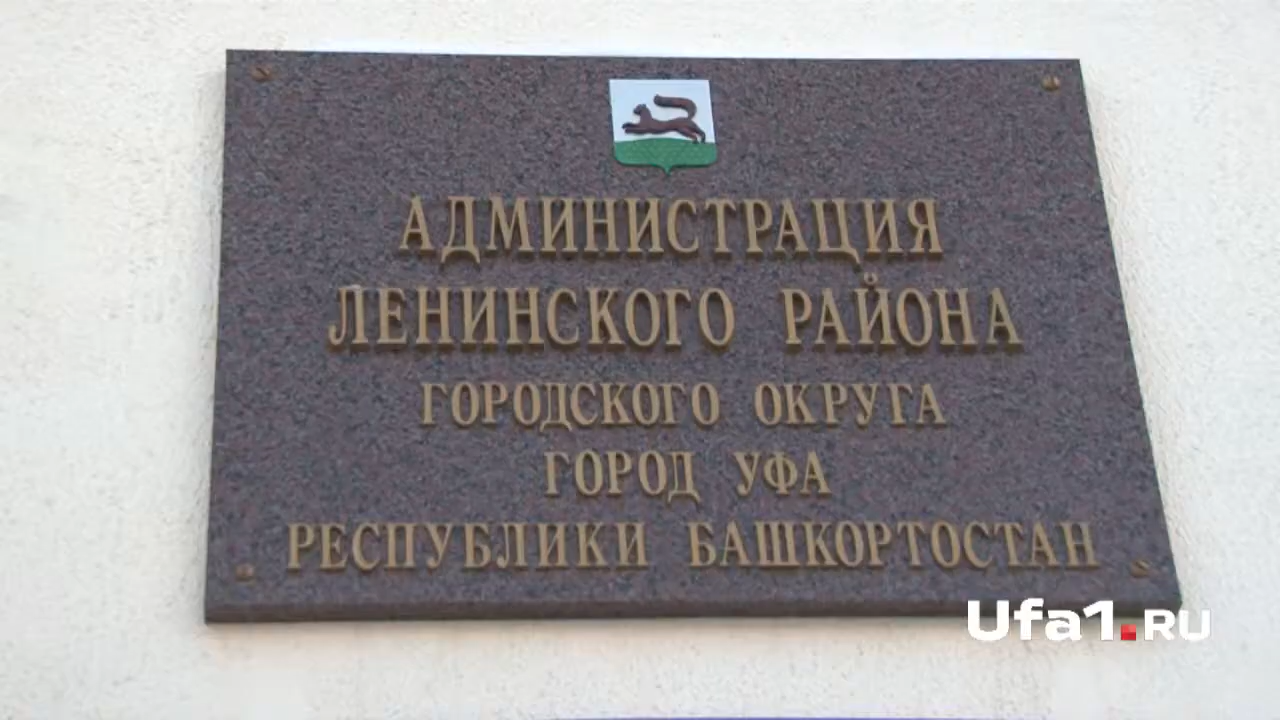 АДМИНИСТРАЦИЯ
ЛЕНИНСКОГО РАЙОНА
ГОРОДСКОГО ОКРУГА
ГОРОД УФА
РЕСПУБЛИКИ БАШКОРТОСТАН
Ufa1.RU